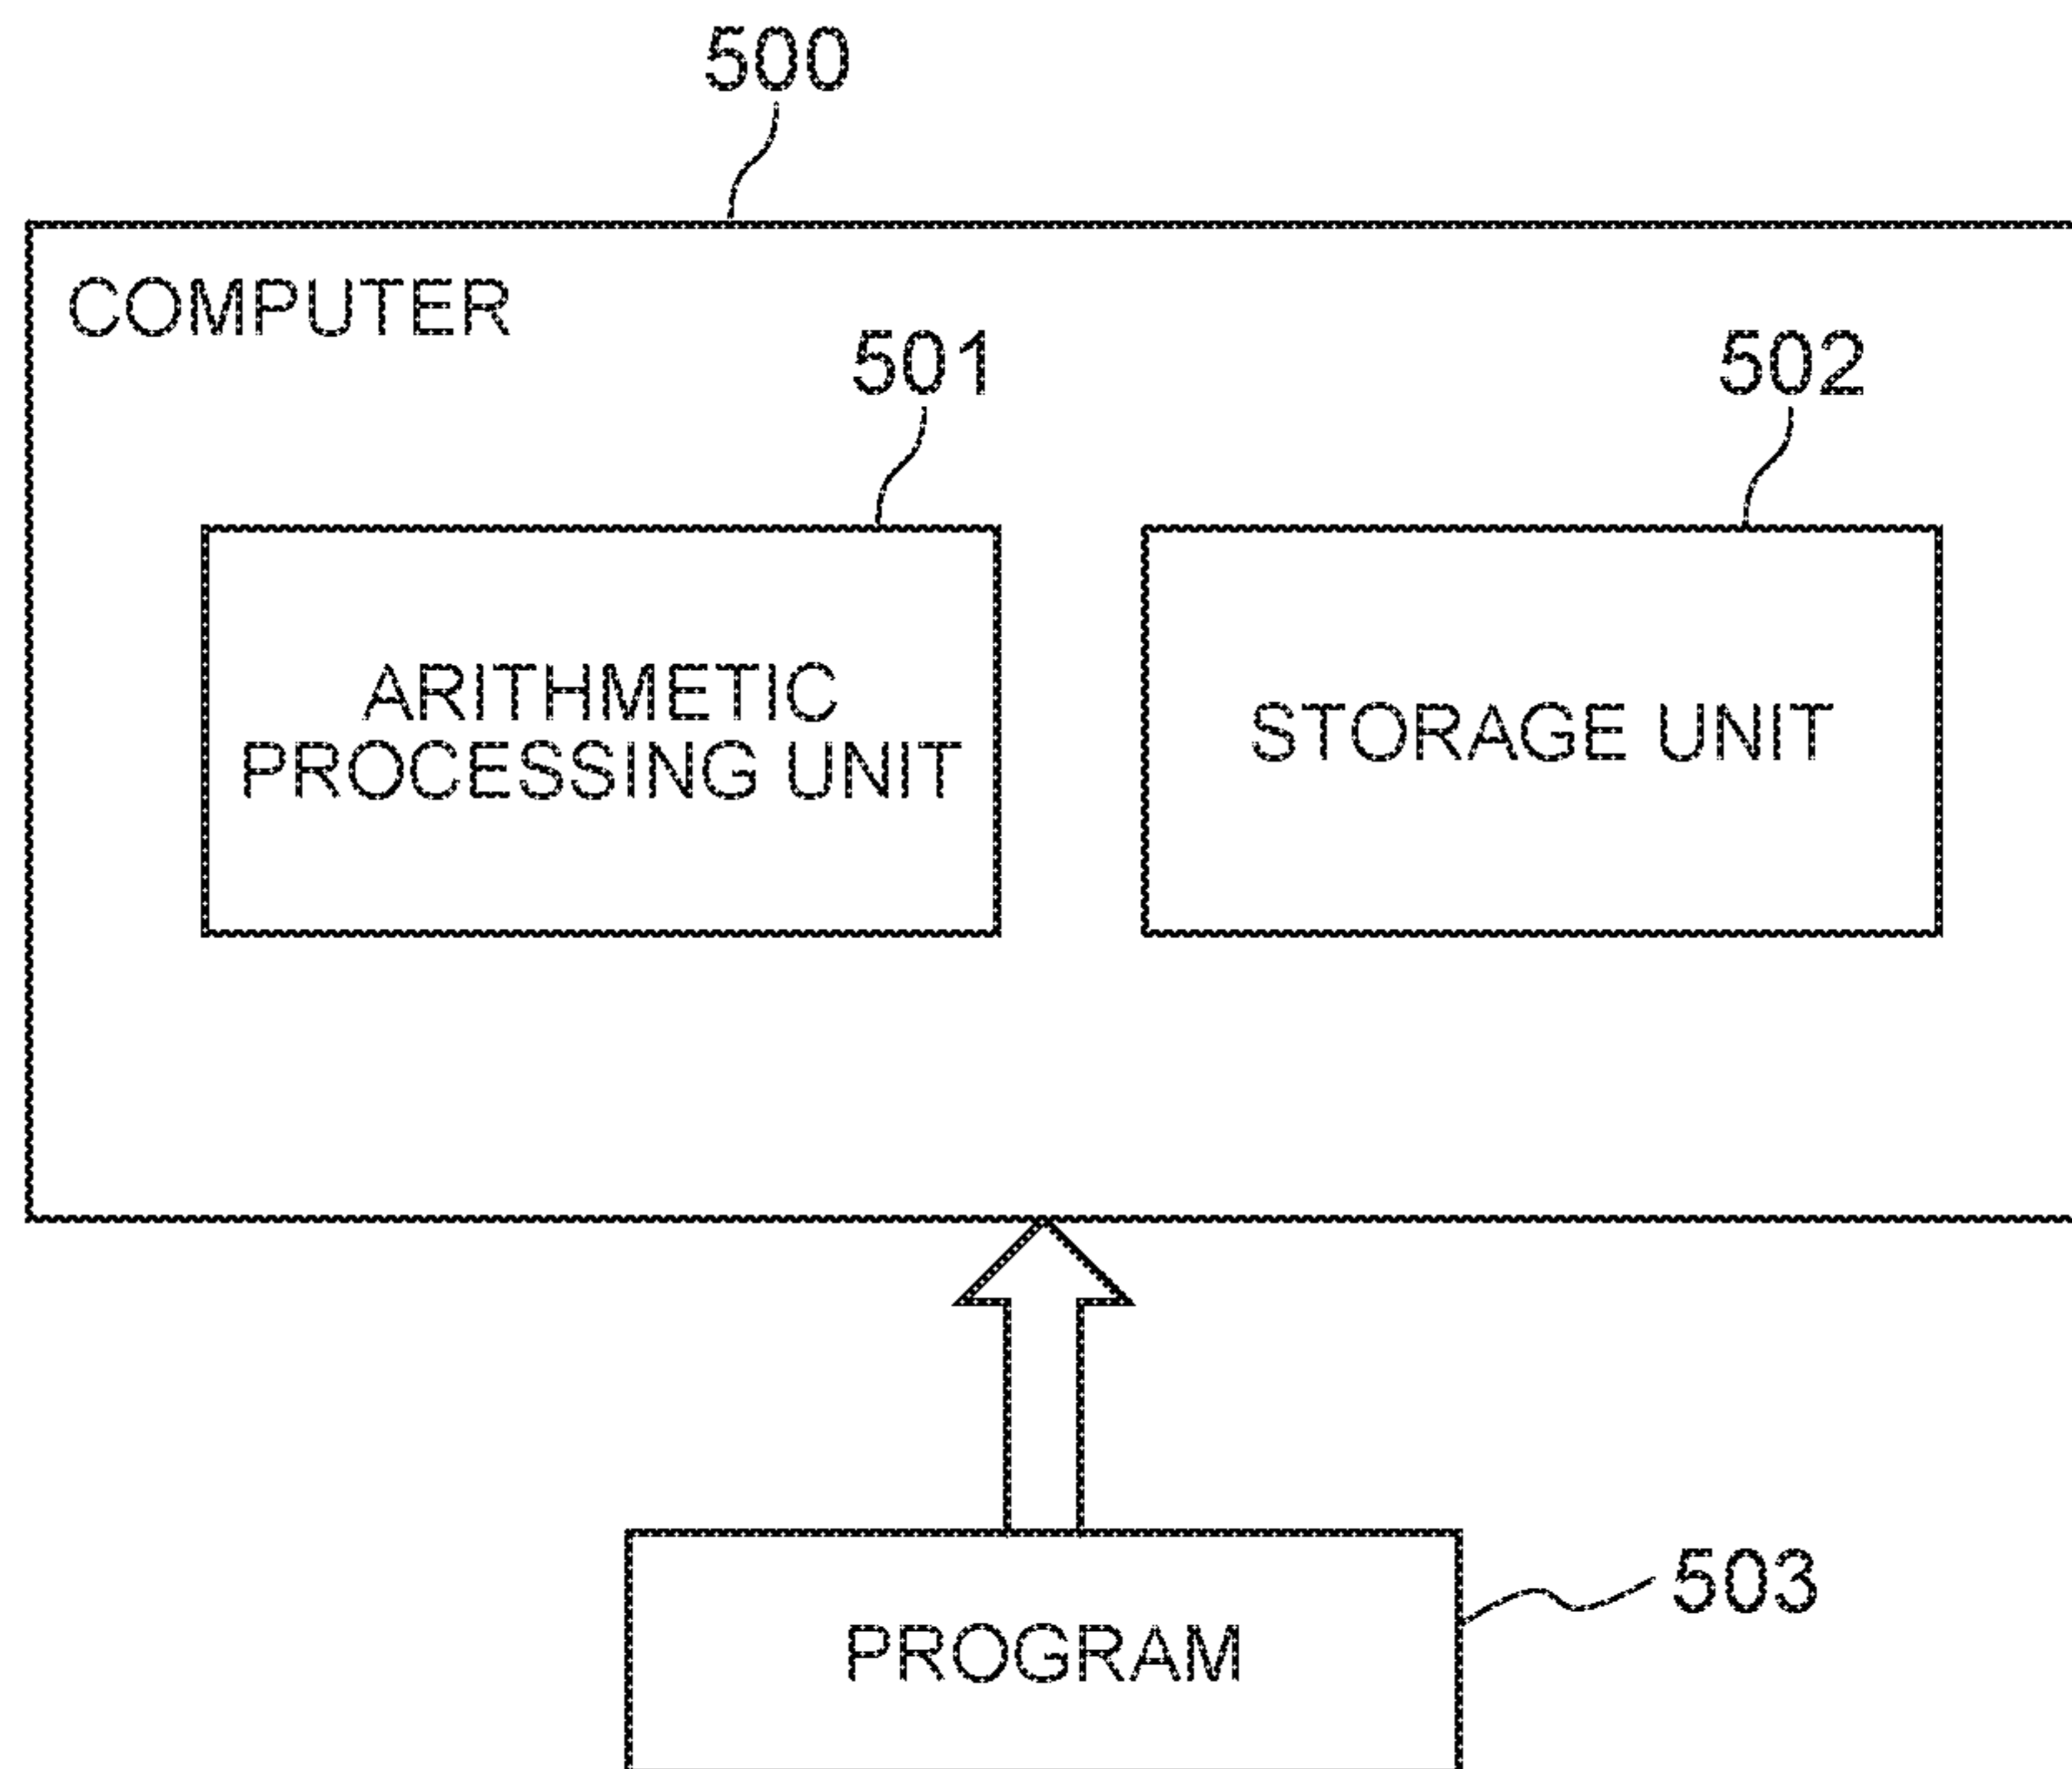 500
COMPUTER
501
502
ARITHMETIC
PROCESSING UNIT
STORAGE UNIT
503
PROGRAM